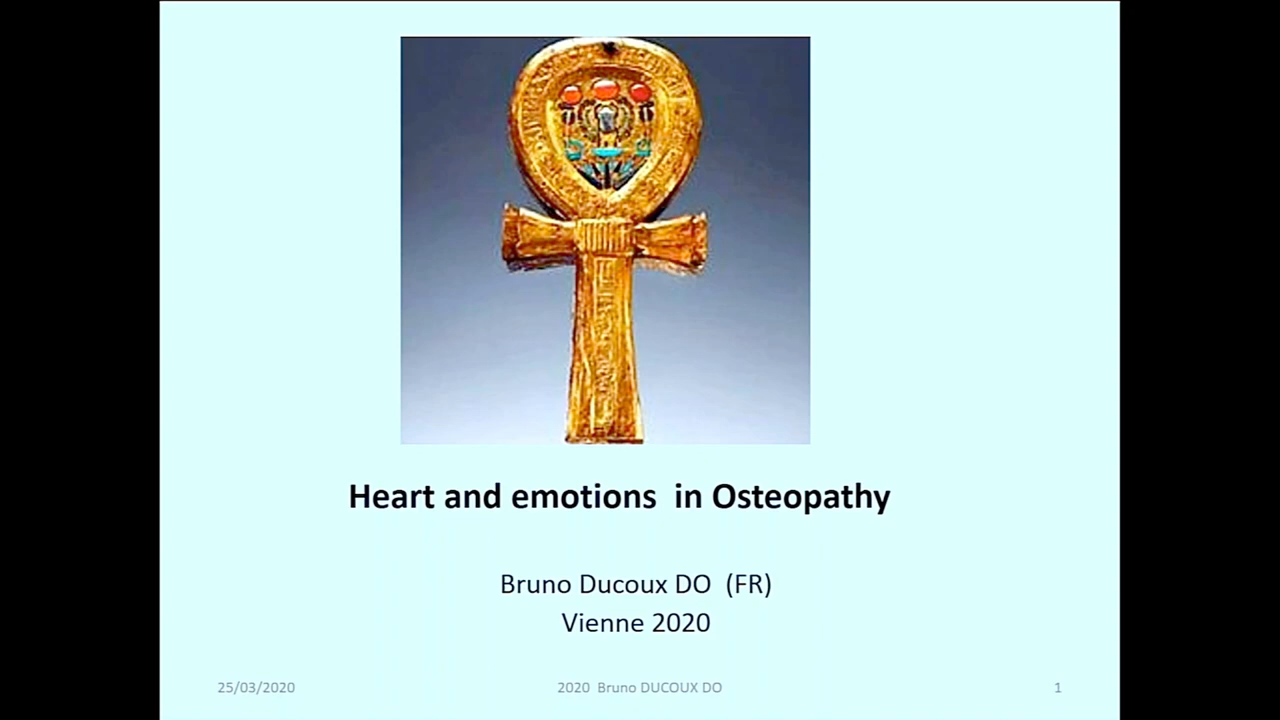 Heart and emotions  in Osteopathy
Bruno Ducoux DO  (FR)
Vienne 2020
25/03/2020
2020  Bruno DUCOUX DO
1